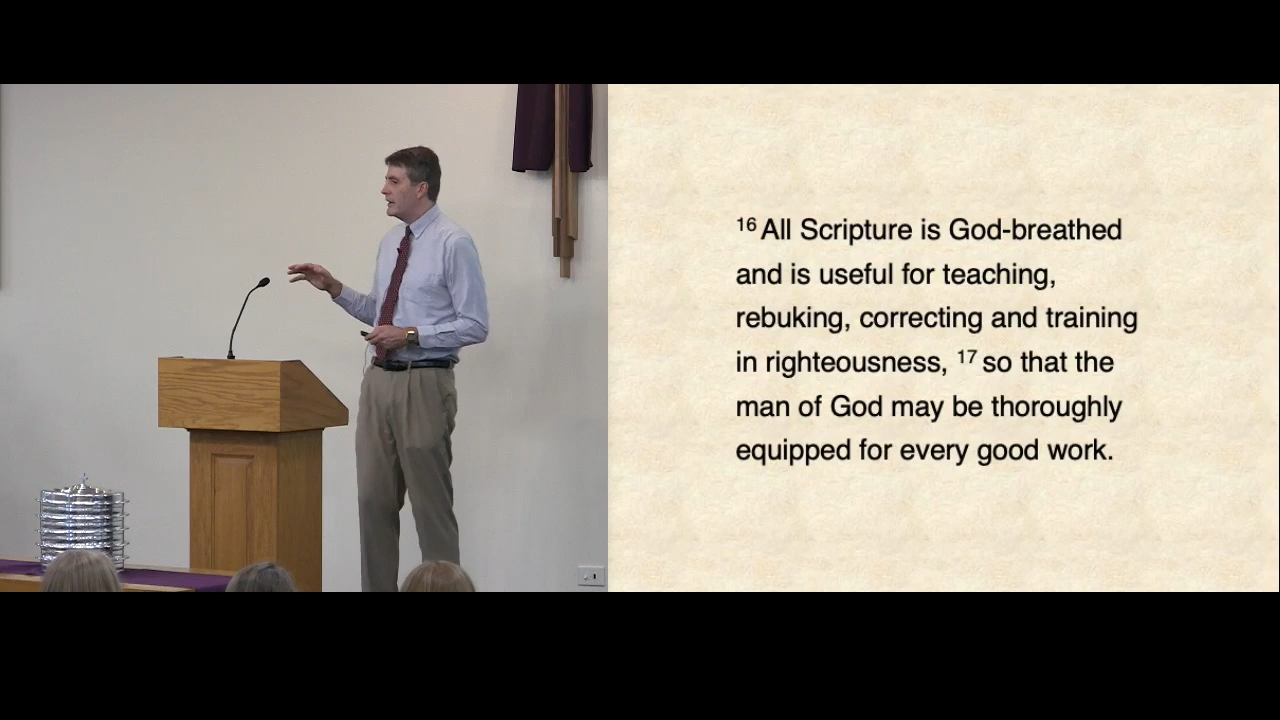 ¹⁶ All Scripture is God-breathed
and is useful for teaching,
rebuking, correcting and training
in righteousness, ¹⁷ so that the
man of God may be thoroughly
equipped for every good work.